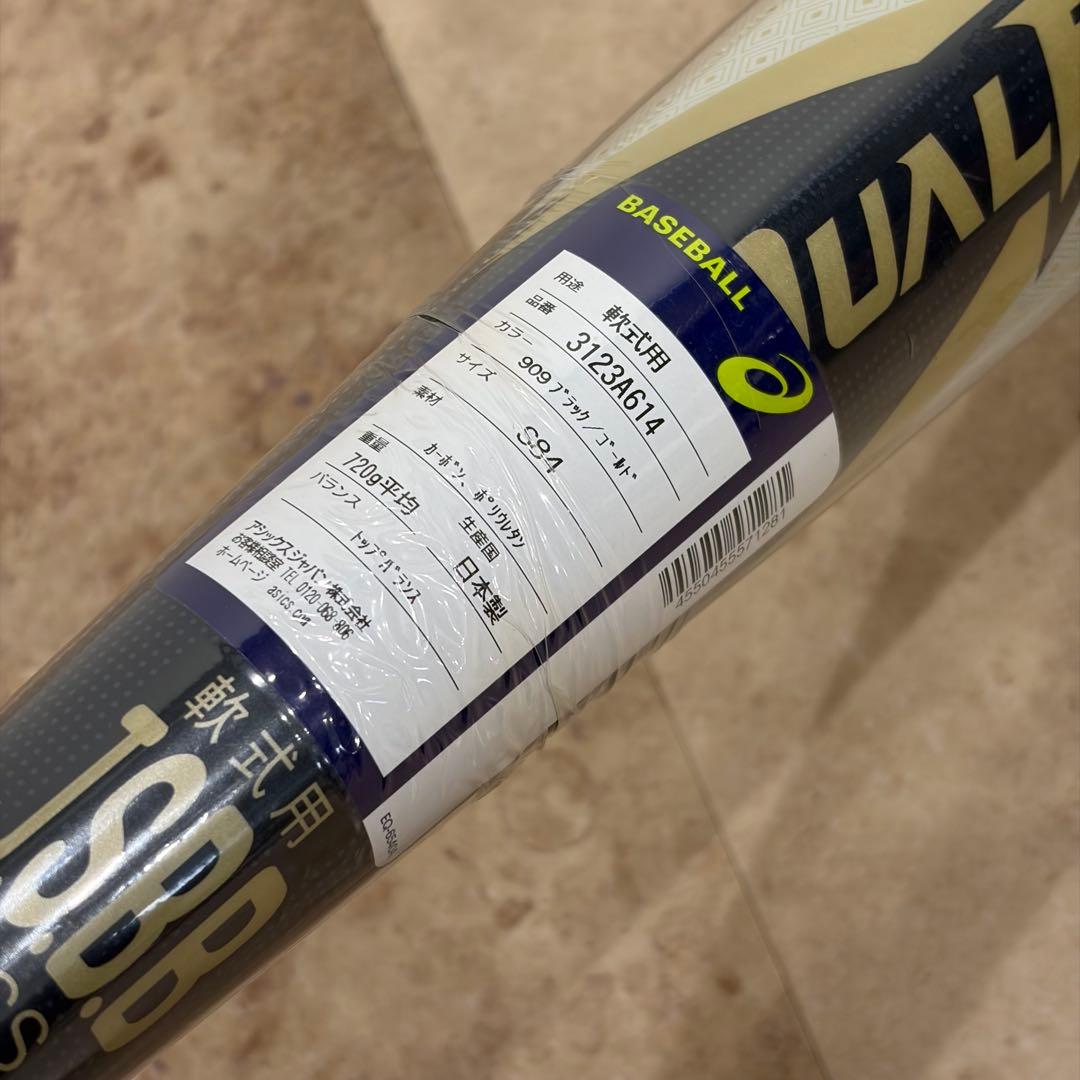 DUAL
BASEBALL
用途 軟式用
品番 3123A614
カラー 909 ブラック/ゴールド
サイズ S84
素材 カーボン、ポリウレタン
重量 720g平均 生産国 日本製
バランス トップバランス
アシックスジャパン株式会社
お客様相談室 TEL 0120-068-806
ホームページ asics.com
4550455571281
軟式用
J.S.B.B.